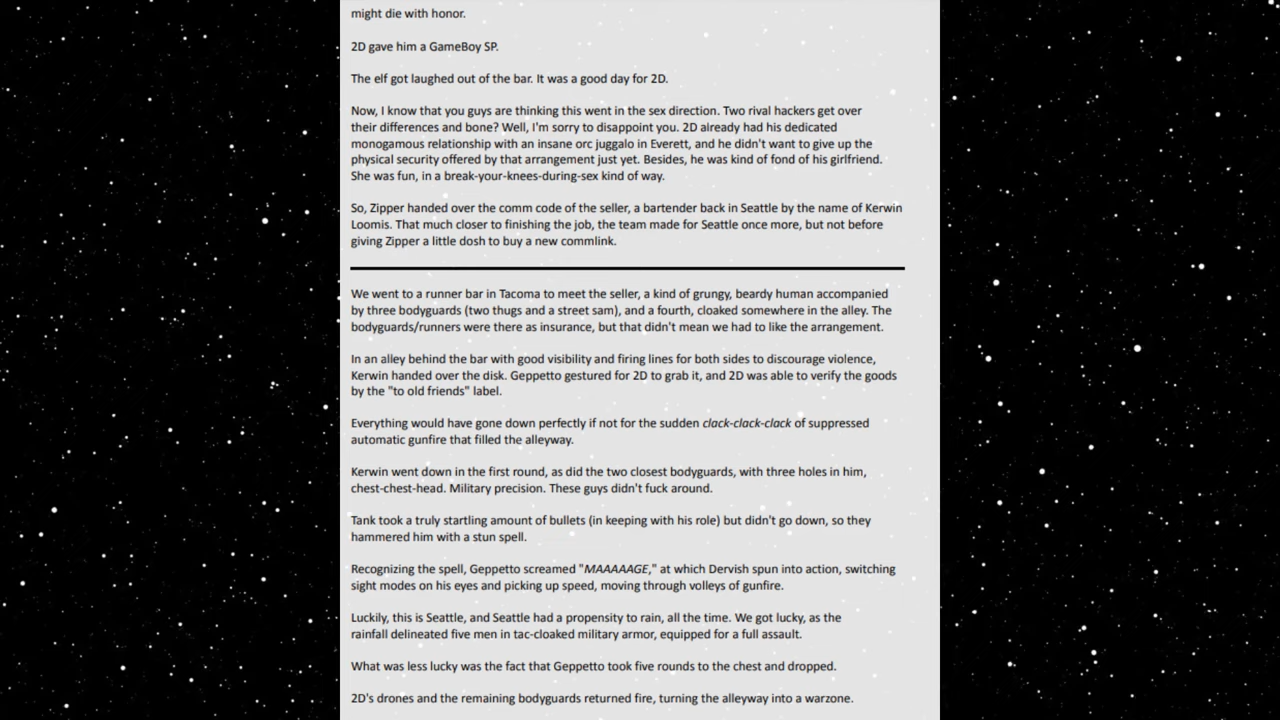 might die with honor.
2D gave him a GameBoy SP.
The elf got laughed out of the bar. It was a good day for 2D.
Now, I know that you guys are thinking this went in the sex direction. Two rival hackers get over
their differences and bone? Well, I'm sorry to disappoint you. 2D already had his dedicated
monogamous relationship with an insane orc juggalo in Everett, and he didn't want to give up the
physical security offered by that arrangement just yet. Besides, he was kind of fond of his girlfriend.
She was fun, in a break-your-knees-during-sex kind of way.
So, Zipper handed over the comm code of the seller, a bartender back in Seattle by the name of Kerwin
Loomis. That much closer to finishing the job, the team made for Seattle once more, but not before
giving Zipper a little dosh to buy a new commlink.
We went to a runner bar in Tacoma to meet the seller, a kind of grungy, beardy human accompanied
by three bodyguards (two thugs and a street sam), and a fourth, cloaked somewhere in the alley. The
bodyguards/runners were there as insurance, but that didn't mean we had to like the arrangement.
In an alley behind the bar with good visibility and firing lines for both sides to discourage violence,
Kerwin handed over the disk. Geppetto gestured for 2D to grab it, and 2D was able to verify the goods
by the "to old friends" label.
Everything would have gone down perfectly if not for the sudden clack-clack-clack of suppressed
automatic gunfire that filled the alleyway.
Kerwin went down in the first round, as did the two closest bodyguards, with three holes in him,
chest-chest-head. Military precision. These guys didn't fuck around.
Tank took a truly startling amount of bullets (in keeping with his role) but didn't go down, so they
hammered him with a stun spell.
Recognizing the spell, Geppetto screamed "MAAAAAGE," at which Dervish spun into action, switching
sight modes on his eyes and picking up speed, moving through volleys of gunfire.
Luckily, this is Seattle, and Seattle had a propensity to rain, all the time. We got lucky, as the
rainfall delineated five men in tac-cloaked military armor, equipped for a full assault.
What was less lucky was the fact that Geppetto took five rounds to the chest and dropped.
2D's drones and the remaining bodyguards returned fire, turning the alleyway into a warzone.